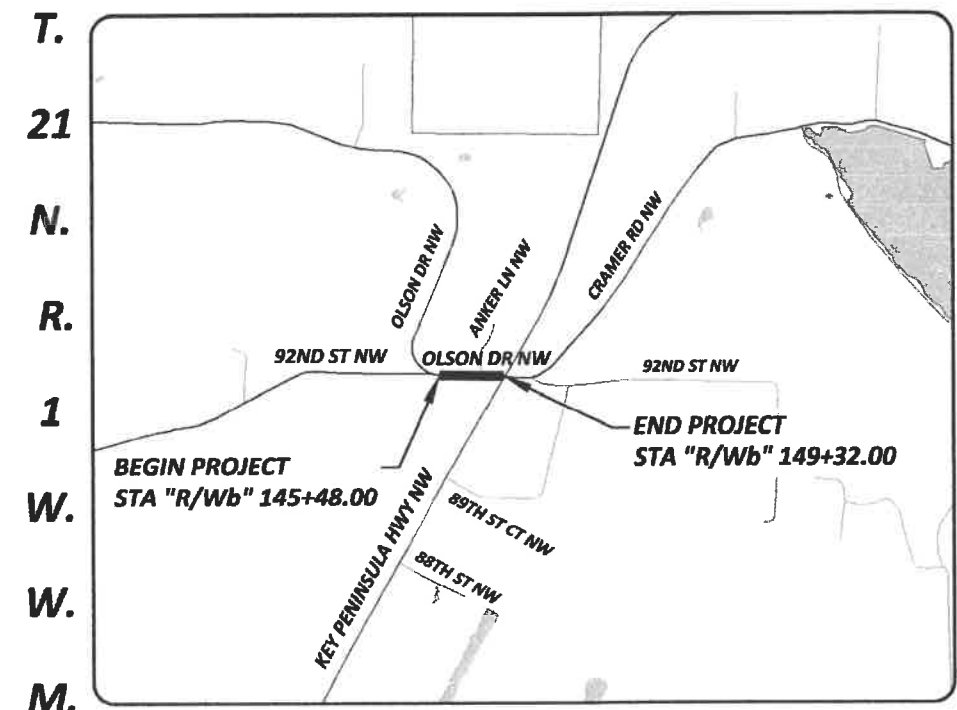 T.
21
N.
R.
1
W.
W.
M.
OLSON DR NW
ANKER LN NW
CRAMER RD NW
92ND ST NW
OLSON DR NW
92ND ST NW
BEGIN PROJECT
STA "R/Wb" 145+48.00
END PROJECT
STA "R/Wb" 149+32.00
KEY PENINSULA HWY NW
89TH ST CT NW
88TH ST NW